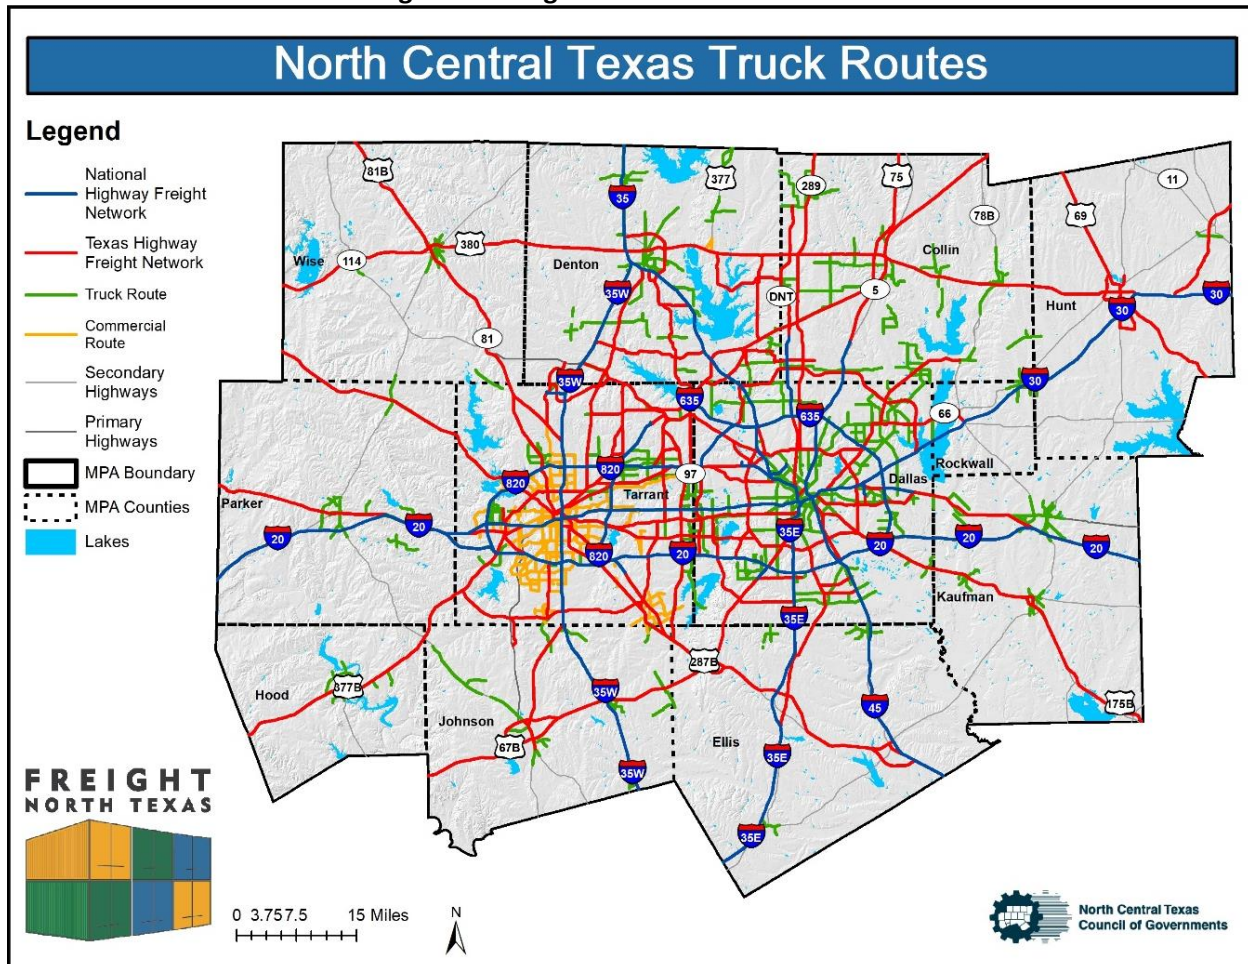 North Central Texas Truck Routes
Legend
National
Highway Freight
Network
Texas Highway
Freight Network
Truck Route
Commercial
Route
Secondary
Highways
Primary
Highways
MPA Boundary
MPA Counties
Lakes
81B
377
289
75
11
35
78B
69
380
114
Wise
Denton
Collin
35W
DNT
5
Hunt
30
30
81
35W
635
30
635
66
820
820
97
Rockwall
Dallas
Parker
Tarrant
20
20
820
20
35E
20
20
20
Kaufman
35E
287B
Hood
377B
Johnson
35W
45
175B
67B
Ellis
35E
35W
35E
FREIGHT
NORTH TEXAS
0 3.75 7.5 15 Miles
N
North Central Texas
Council of Governments